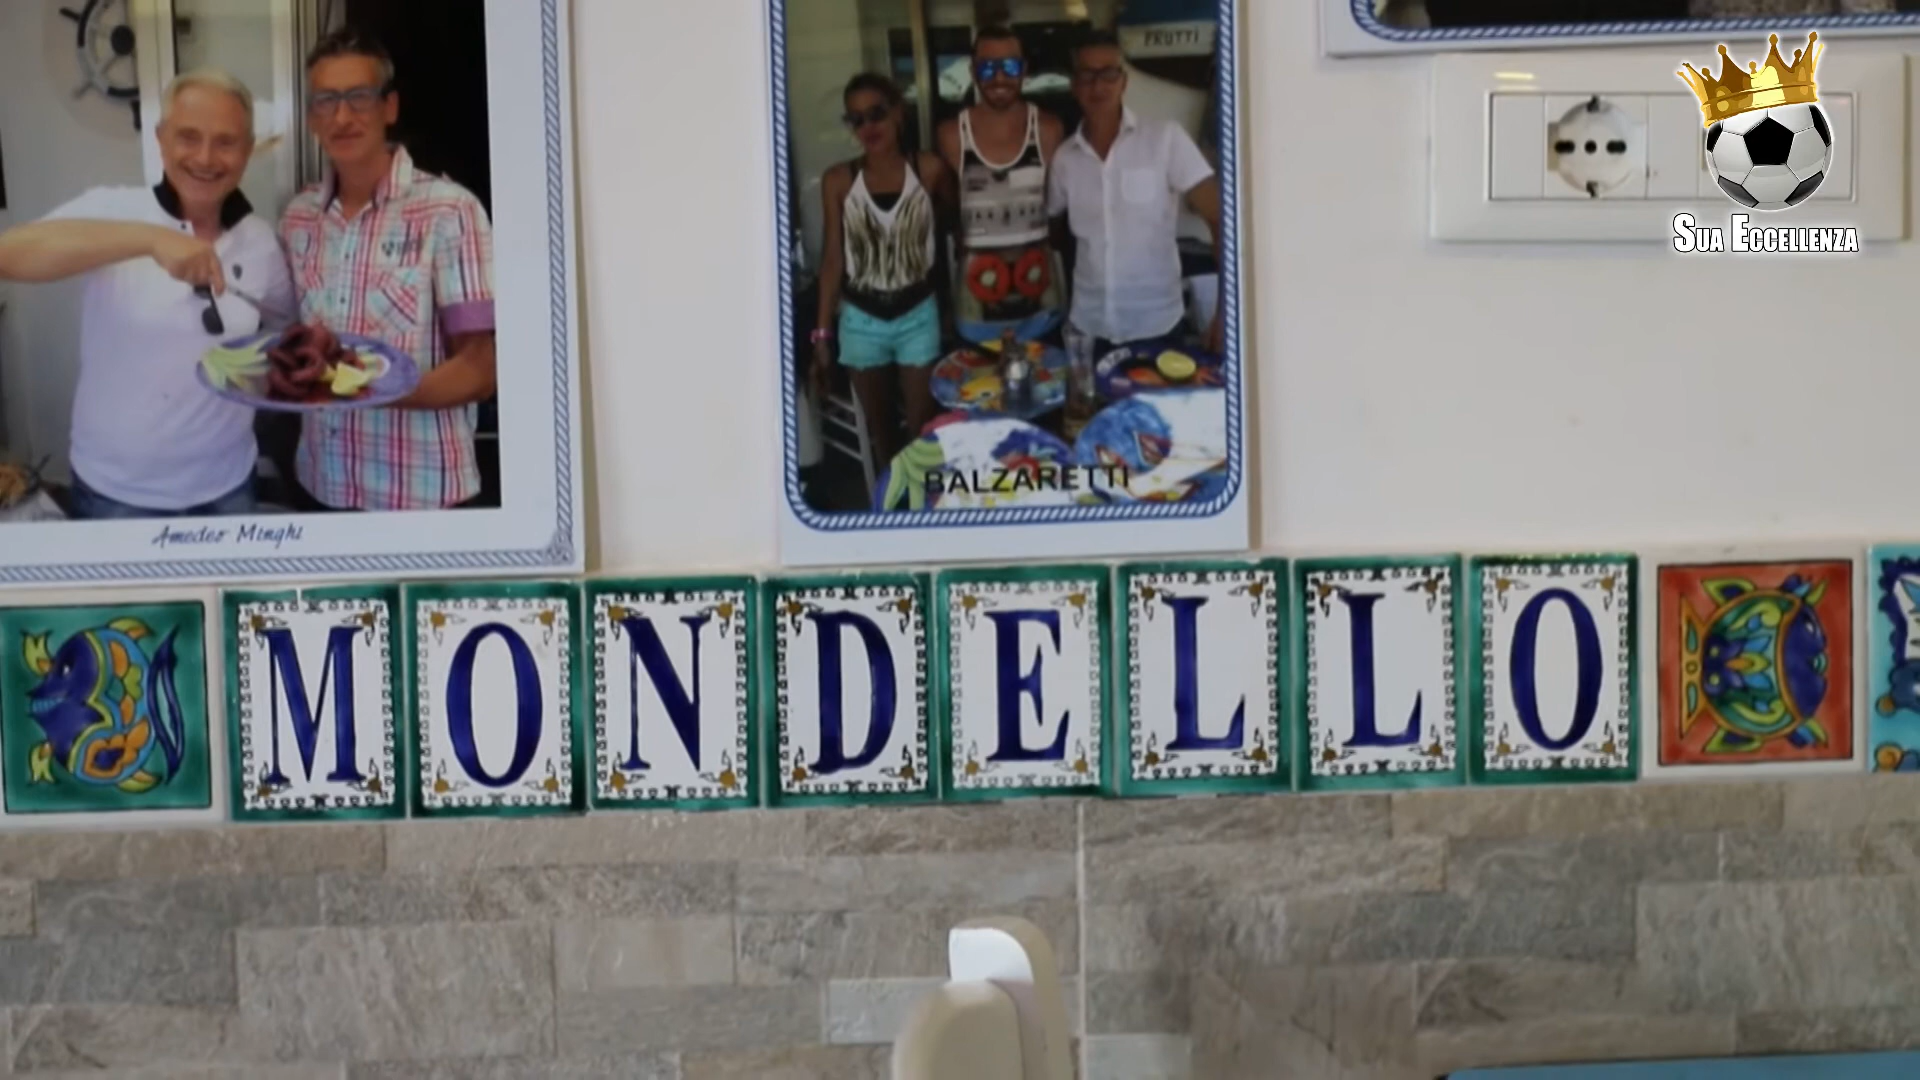 FRUTTI
SUA ECCELLENZA
BALZARETTI
Amedeo Minghi
MONDELLO